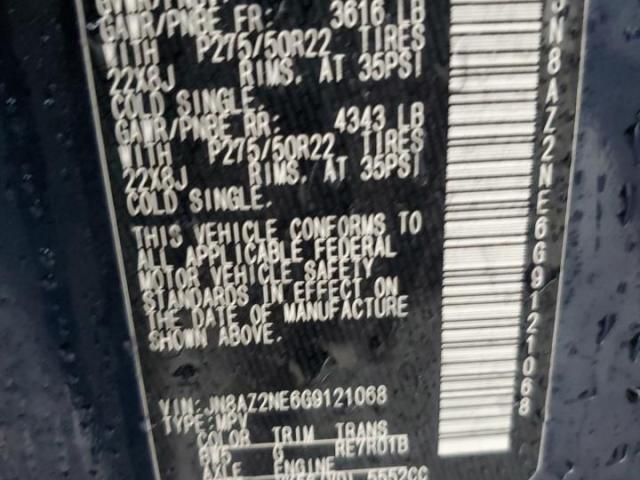 GAWR/PNBE FR: 3616 LB
WITH P275/50R22 TIRES
22X8J RIMS, AT 35PSI
COLD SINGLE.
GAWR/PNBE RR: 4343 LB
WITH P275/50R22 TIRES
22X8J RIMS, AT 35PSI
COLD SINGLE.
THIS VEHICLE CONFORMS TO
ALL APPLICABLE FEDERAL
MOTOR VEHICLE SAFETY
STANDARDS IN EFFECT ON
THE DATE OF MANUFACTURE
SHOWN ABOVE.
VIN: JN8AZ2NE6G9121068
TYPE: MPV
COLOR TRIM TRANS
BW5 G RE7R01B
AXLE ENGINE
5552CC
JN8AZ2NE6G9121068